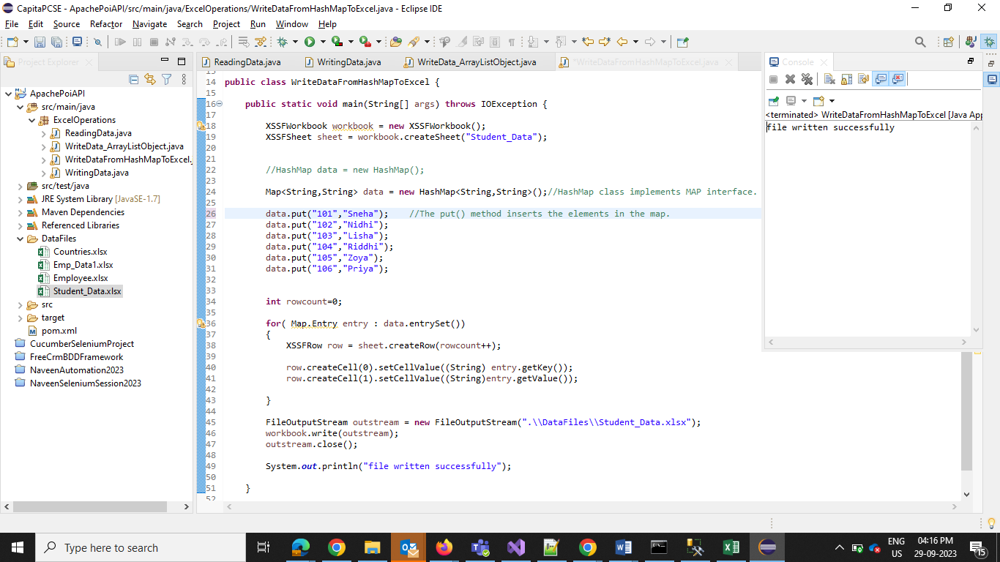 CapitaPCSE - ApachePoiAPI/src/main/java/ExcelOperations/WriteDataFromHashMapToExcel.java - Eclipse IDE
File Edit Source Refactor Navigate Search Project Run Window Help
Project Explorer
ApachePoiAPI
src/main/java
ExcelOperations
ReadingData.java
WriteData_ArrayListObject.java
WriteDataFromHashMapToExcel.
WritingData.java
src/test/java
JRE System Library [JavaSE-1.7]
Maven Dependencies
Referenced Libraries
DataFiles
Countries.xlsx
Emp_Data1.xlsx
Employee.xlsx
Student_Data.xlsx
src
target
pom.xml
CucumberSeleniumProject
FreeCrmBDDFramework
NaveenAutomation2023
NaveenSeleniumSession2023
ReadingData.java WritingData.java WriteData_ArrayListObject.java *WriteDataFromHashMapToExcel.java
13
14 public class WriteDataFromHashMapToExcel {
15
16 public static void main(String[] args) throws IOException {
17
18 XSSFWorkbook workbook = new XSSFWorkbook();
19 XSSFSheet sheet = workbook.createSheet("Student_Data");
20
21
22 //HashMap data = new HashMap();
23
24 Map<String,String> data = new HashMap<String,String>();//HashMap class implements MAP interface.
25
26 data.put("101","Sneha"); //The put() method inserts the elements in the map.
27 data.put("102","Nidhi");
28 data.put("103","Lisha");
29 data.put("104","Riddhi");
30 data.put("105","Zoya");
31 data.put("106","Priya");
32
33
34 int rowcount=0;
35
36 for( Map.Entry entry : data.entrySet())
37 {
38 XSSFRow row = sheet.createRow(rowcount++);
39
40 row.createCell(0).setCellValue((String) entry.getKey());
41 row.createCell(1).setCellValue((String)entry.getValue());
42
43 }
44
45 FileOutputStream outstream = new FileOutputStream(".\\DataFiles\\Student_Data.xlsx");
46 workbook.write(outstream);
47 outstream.close();
48
49 System.out.println("file written successfully");
50
51 }
52
Console
<terminated> WriteDataFromHashMapToExcel [Java App
file written successfully
Type here to search
ENG
US
04:16 PM
29-09-2023
15